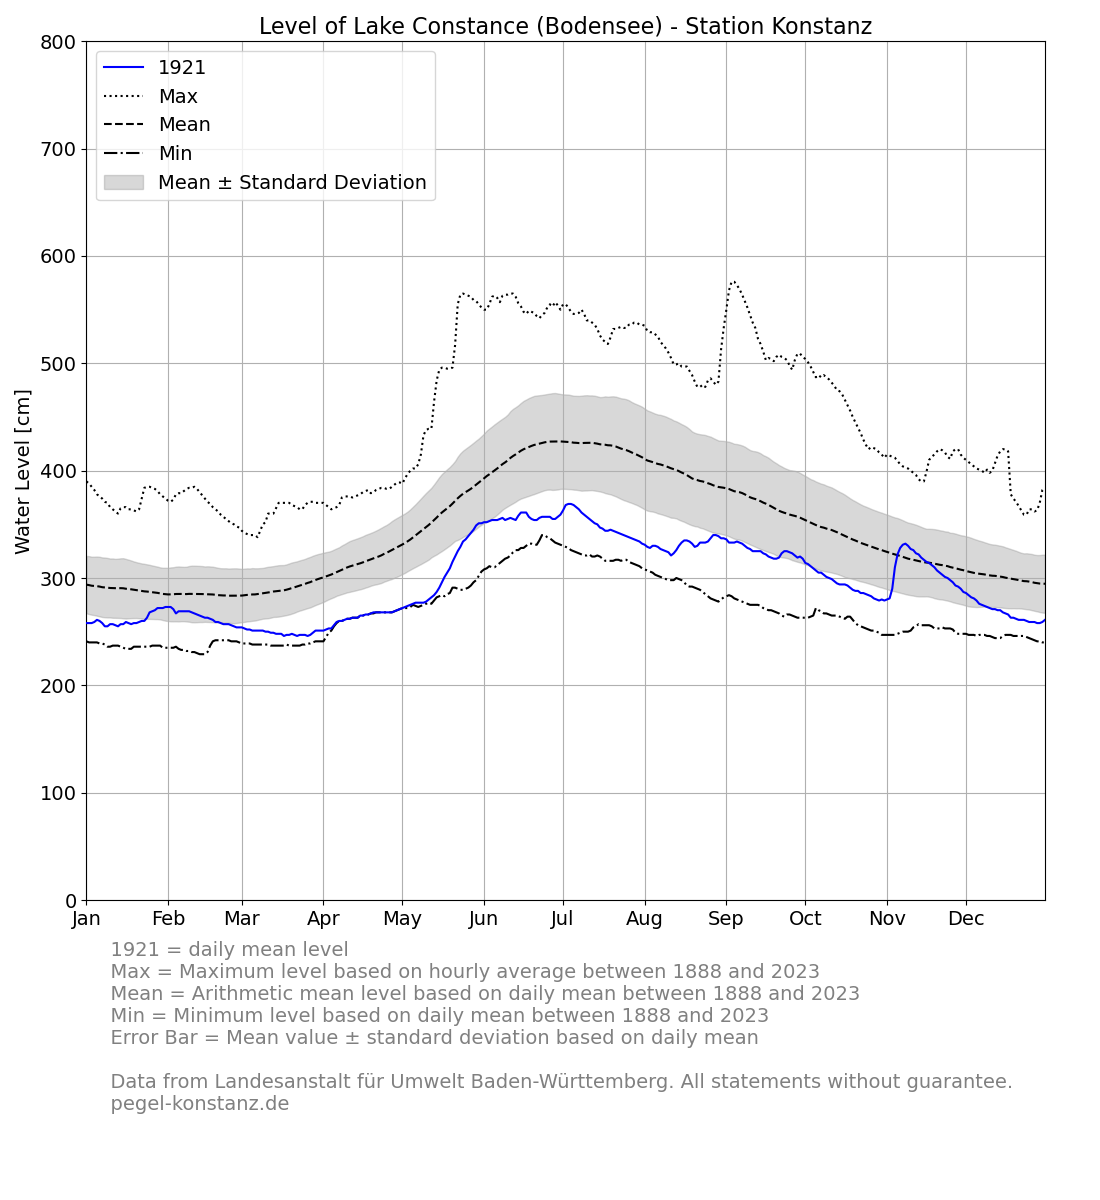 Level of Lake Constance (Bodensee) - Station Konstanz
800
700
600
500
400
300
200
100
0
Water Level [cm]
1921
Max
Mean
Min
Mean ± Standard Deviation
Jan Feb Mar Apr May Jun Jul Aug Sep Oct Nov Dec
1921 = daily mean level
Max = Maximum level based on hourly average between 1888 and 2023
Mean = Arithmetic mean level based on daily mean between 1888 and 2023
Min = Minimum level based on daily mean between 1888 and 2023
Error Bar = Mean value ± standard deviation based on daily mean
Data from Landesanstalt für Umwelt Baden-Württemberg. All statements without guarantee.
pegel-konstanz.de